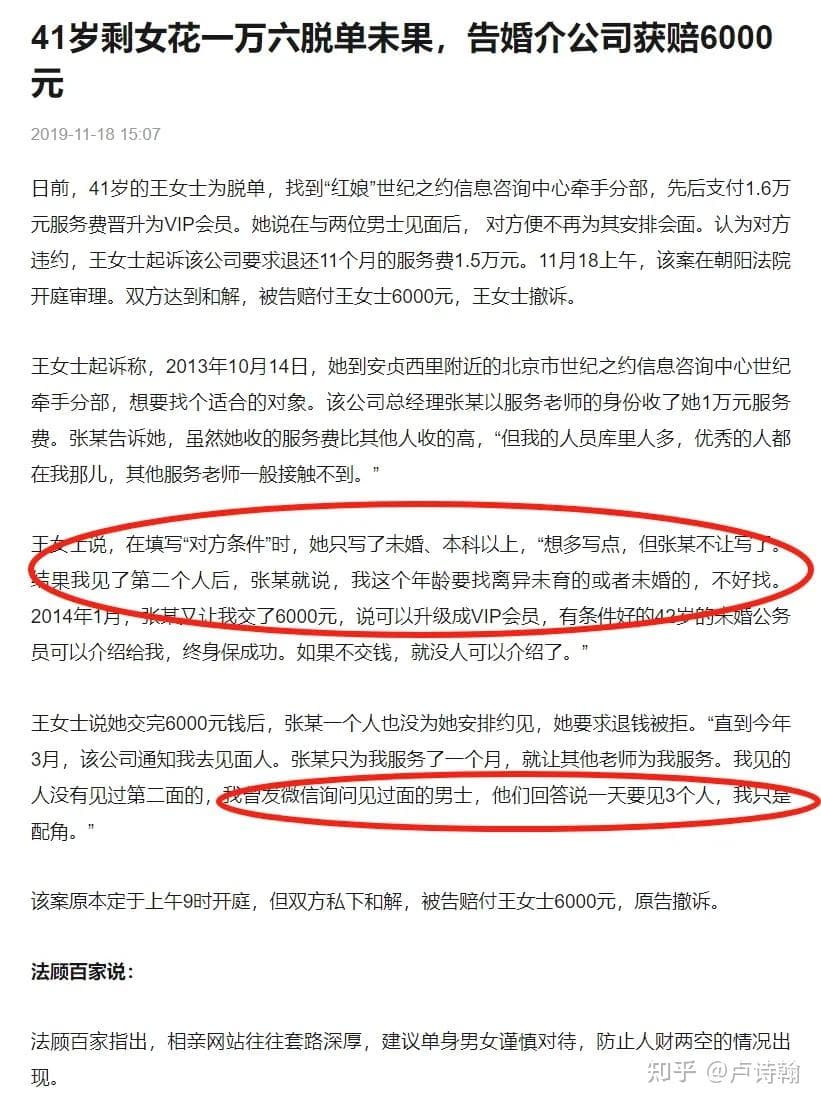 41岁剩女花一万六脱单未果，告婚介公司获赔6000
元
2019-11-18 15:07
日前，41岁的王女士为脱单，找到“红娘”世纪之约信息咨询中心牵手分部，先后支付1.6万
元服务费晋升为VIP会员。她说在与两位男士见面后， 对方便不再为其安排会面。认为对方
违约，王女士起诉该公司要求退还11个月的服务费1.5万元。11月18上午，该案在朝阳法院
开庭审理。双方达到和解，被告赔付王女士6000元，王女士撤诉。
王女士起诉称，2013年10月14日，她到安贞西里附近的北京市世纪之约信息咨询中心世纪
牵手分部，想要找个适合的对象。该公司总经理张某以服务老师的身份收了她1万元服务
费。张某告诉她，虽然她收的服务费比其他人收的高，“但我的人员库里人多，优秀的人都
在我那儿，其他服务老师一般接触不到。”
王女士说，在填写“对方条件”时，她只写了未婚、本科以上，“想多写点，但张某不让写了。
结果我见了第二个人后，张某就说，我这个年龄要找离异未育的或者未婚的，不好找。
2014年1月，张某又让我交了6000元，说可以升级成VIP会员，有条件好的42岁的未婚公务
员可以介绍给我，终身保成功。如果不交钱，就没人可以介绍了。”
王女士说她交完6000元钱后，张某一个人也没为她安排约见，她要求退钱被拒。“直到今年
3月，该公司通知我去见面人。张某只为我服务了一个月，就让其他老师为我服务。我见的
人没有见过第二面的，我曾发微信询问见过面的男士，他们回答说一天要见3个人，我只是
配角。”
该案原本定于上午9时开庭，但双方私下和解，被告赔付王女士6000元，原告撤诉。
法顾百家说：
法顾百家指出，相亲网站往往套路深厚，建议单身男女谨慎对待，防止人财两空的情况出
现。
知乎 @卢诗翰